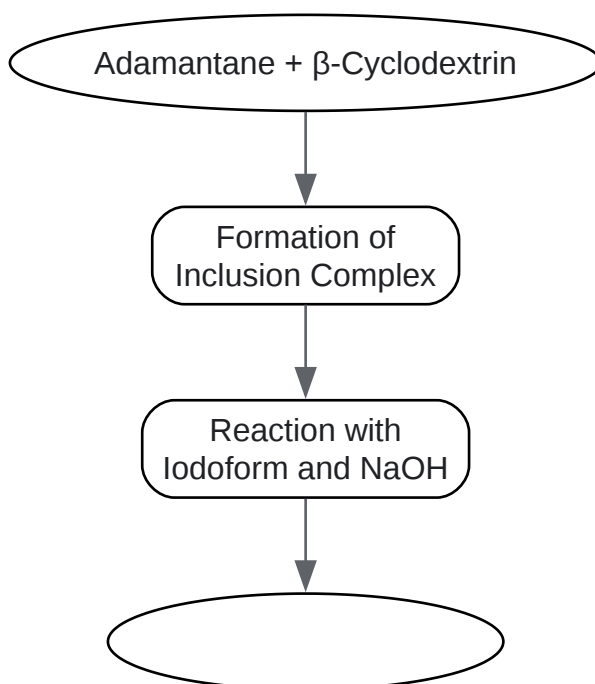 Adamantane + β-Cyclodextrin
Formation of
Inclusion Complex
Reaction with
Iodoform and NaOH